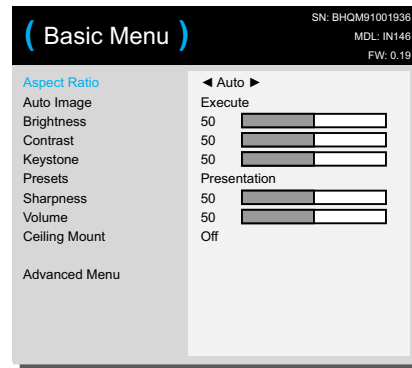 ( Basic Menu )
SN: BHQM91001936
MDL: IN146
FW: 0.19
Aspect Ratio ◄ Auto ►
Auto Image Execute
Brightness 50
Contrast 50
Keystone 50
Presets Presentation
Sharpness 50
Volume 50
Ceiling Mount Off
Advanced Menu